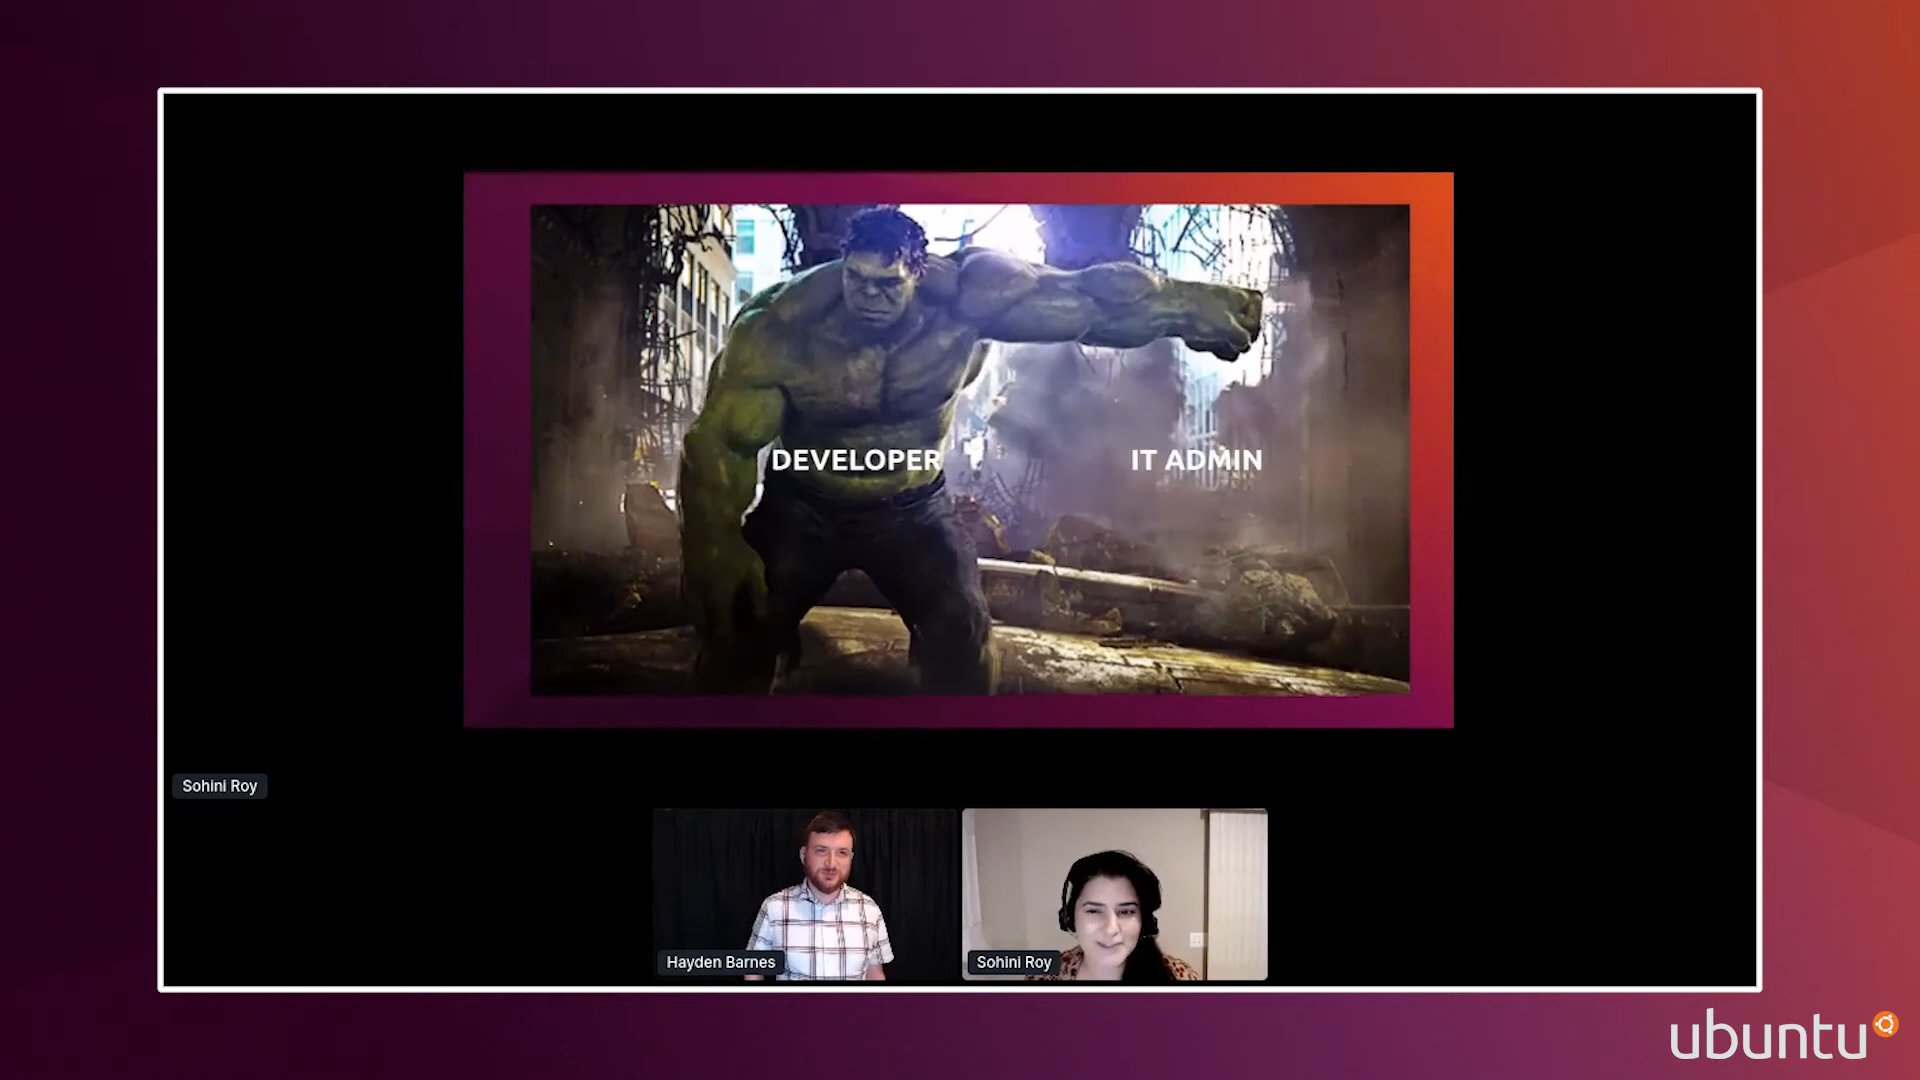 DEVELOPER
IT ADMIN
Sohini Roy
Hayden Barnes
Sohini Roy
ubuntu